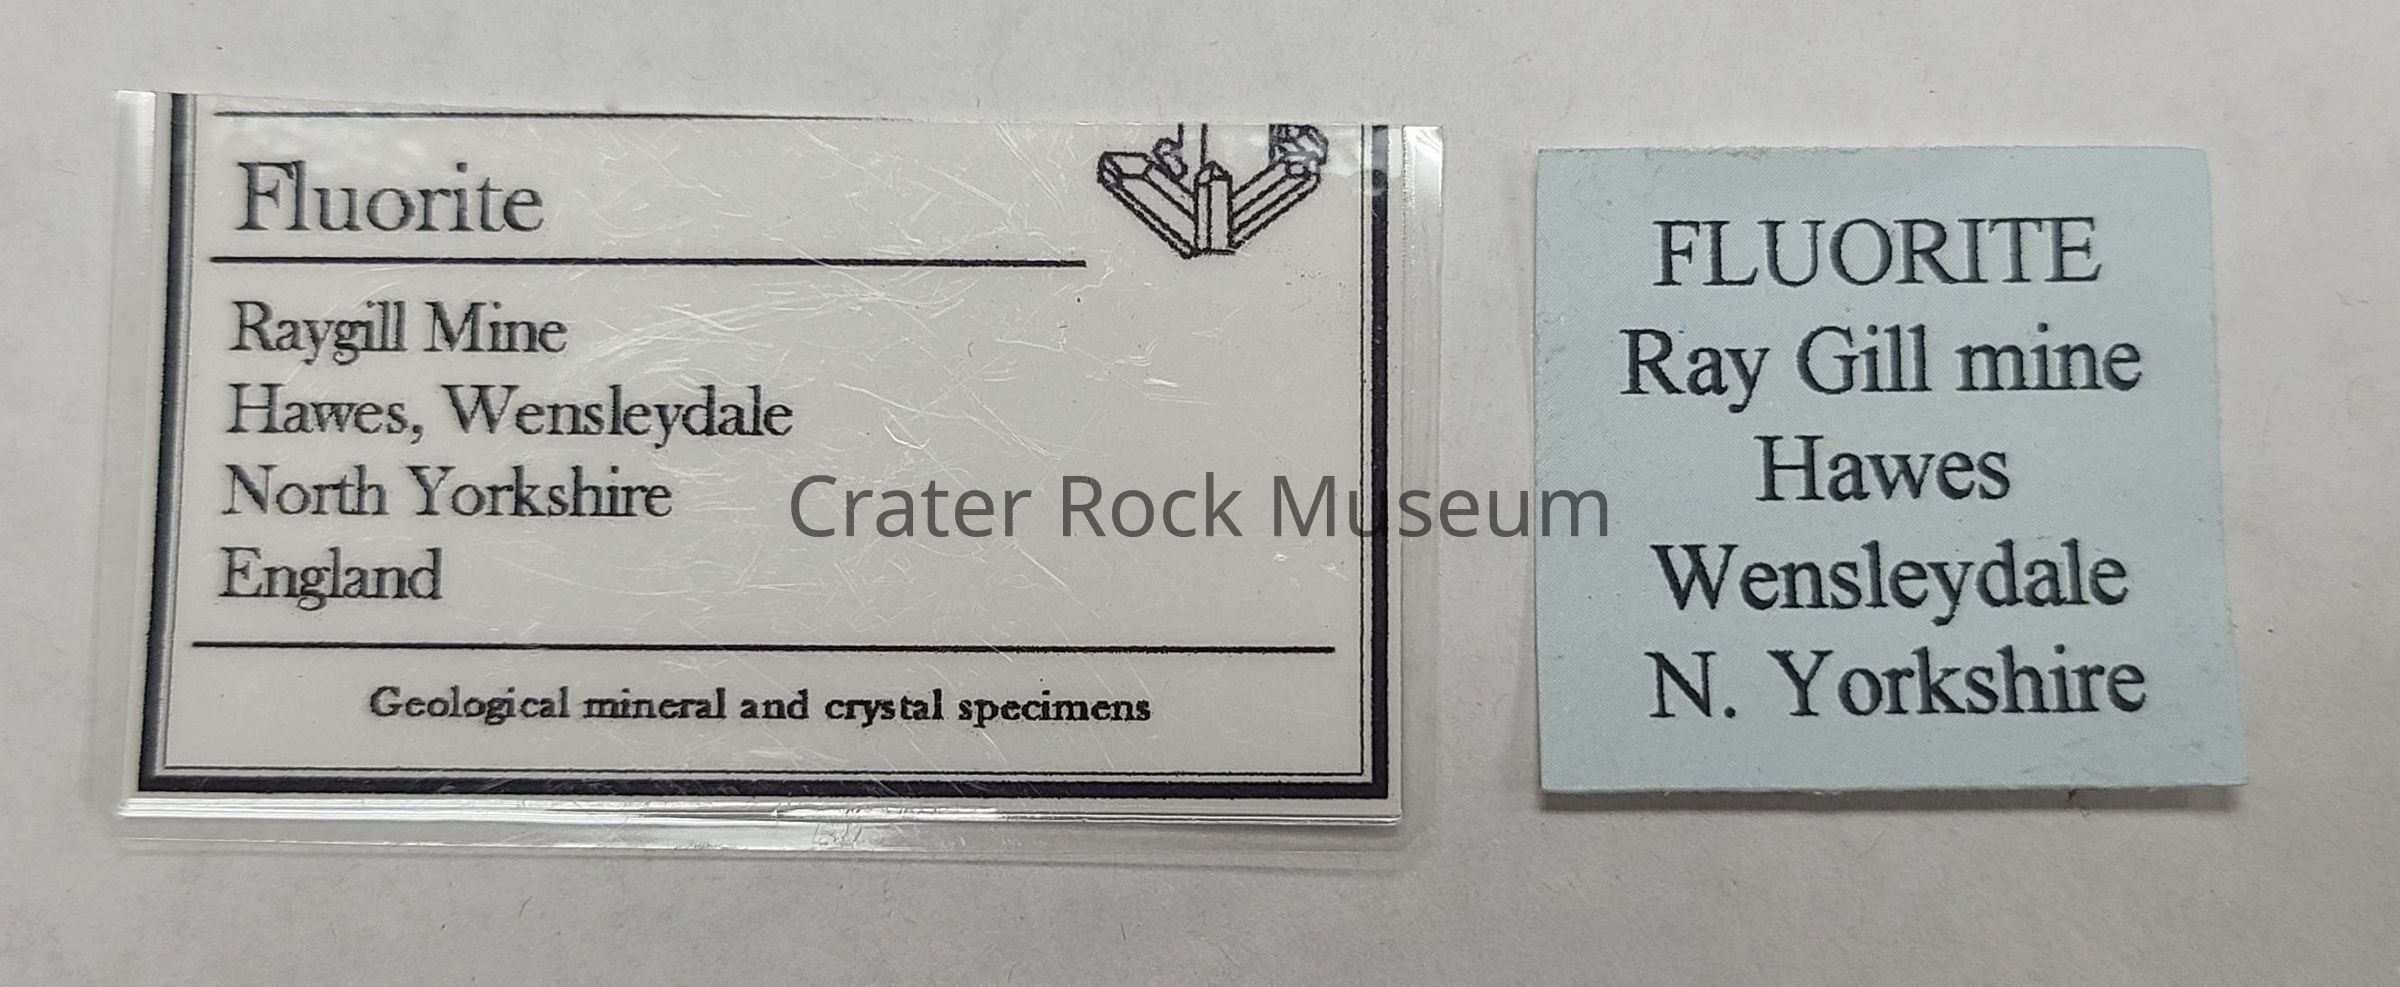 Fluorite
Raygill Mine
Hawes, Wensleydale
North Yorkshire
England
Geological mineral and crystal specimens
FLUORITE
Ray Gill mine
Hawes
Wensleydale
N. Yorkshire
Crater Rock Museum